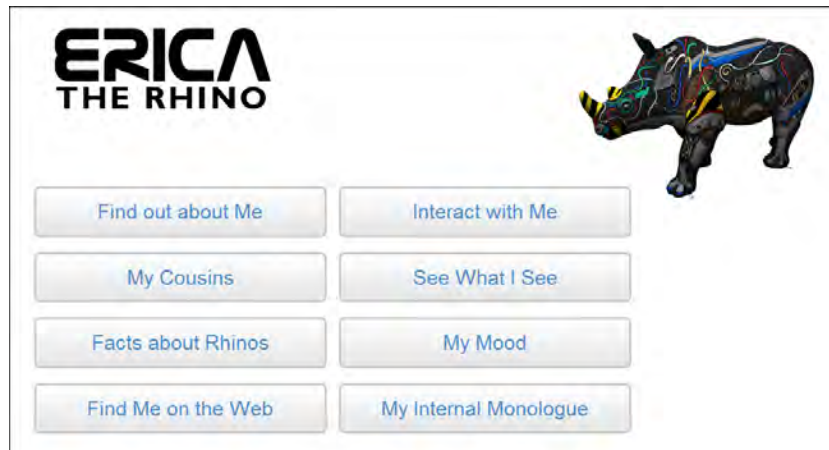 ERICA
THE RHINO
Find out about Me
Interact with Me
My Cousins
See What I See
Facts about Rhinos
My Mood
Find Me on the Web
My Internal Monologue